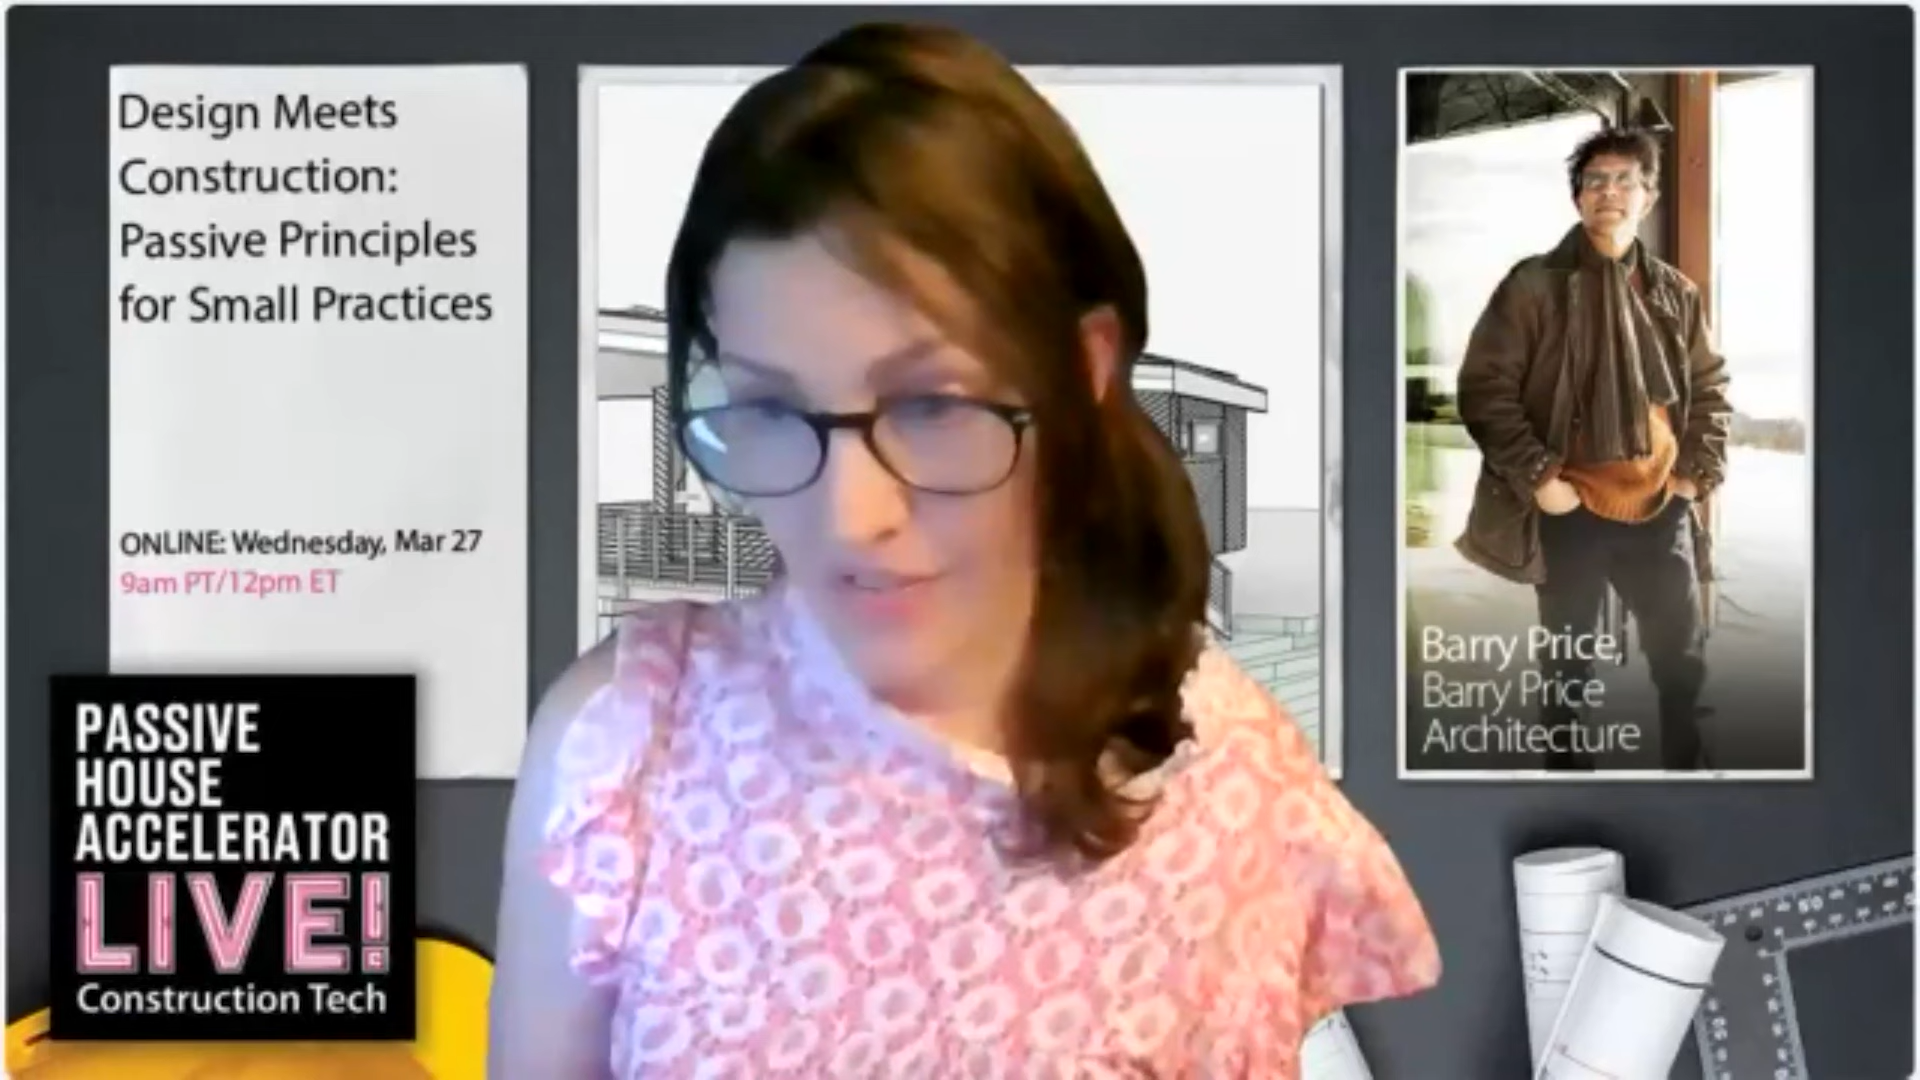 Design Meets
Construction:
Passive Principles
for Small Practices
ONLINE: Wednesday, Mar 27
9am PT/12pm ET
PASSIVE
HOUSE
ACCELERATOR
LIVE!
Construction Tech
Barry Price,
Barry Price
Architecture